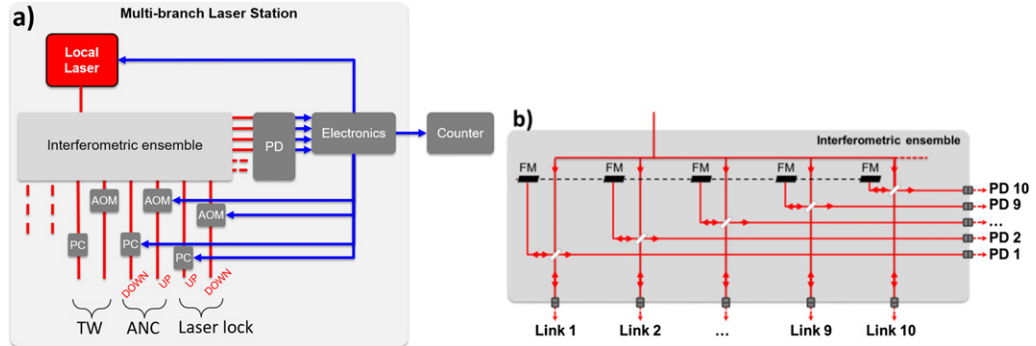 a)
Multi-branch Laser Station
Local
Laser
Interferometric ensemble
PD
Electronics
Counter
AOM
AOM
AOM
PC
PC
PC
DOWN
UP
UP
DOWN
TW
ANC
Laser lock
b)
Interferometric ensemble
FM
FM
FM
FM
FM
PD 10
PD 9
...
PD 2
PD 1
Link 1
Link 2
...
Link 9
Link 10